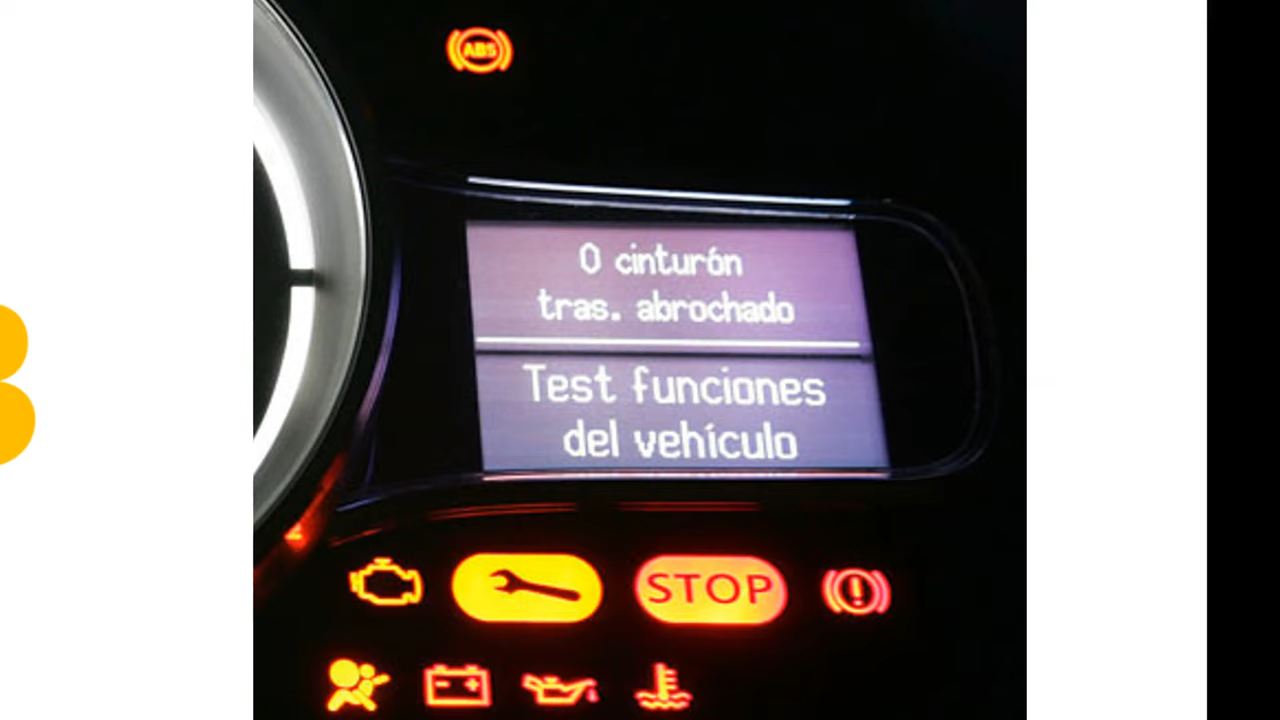 ABS
0 cinturón
tras. abrochado
Test funciones
del vehículo
STOP